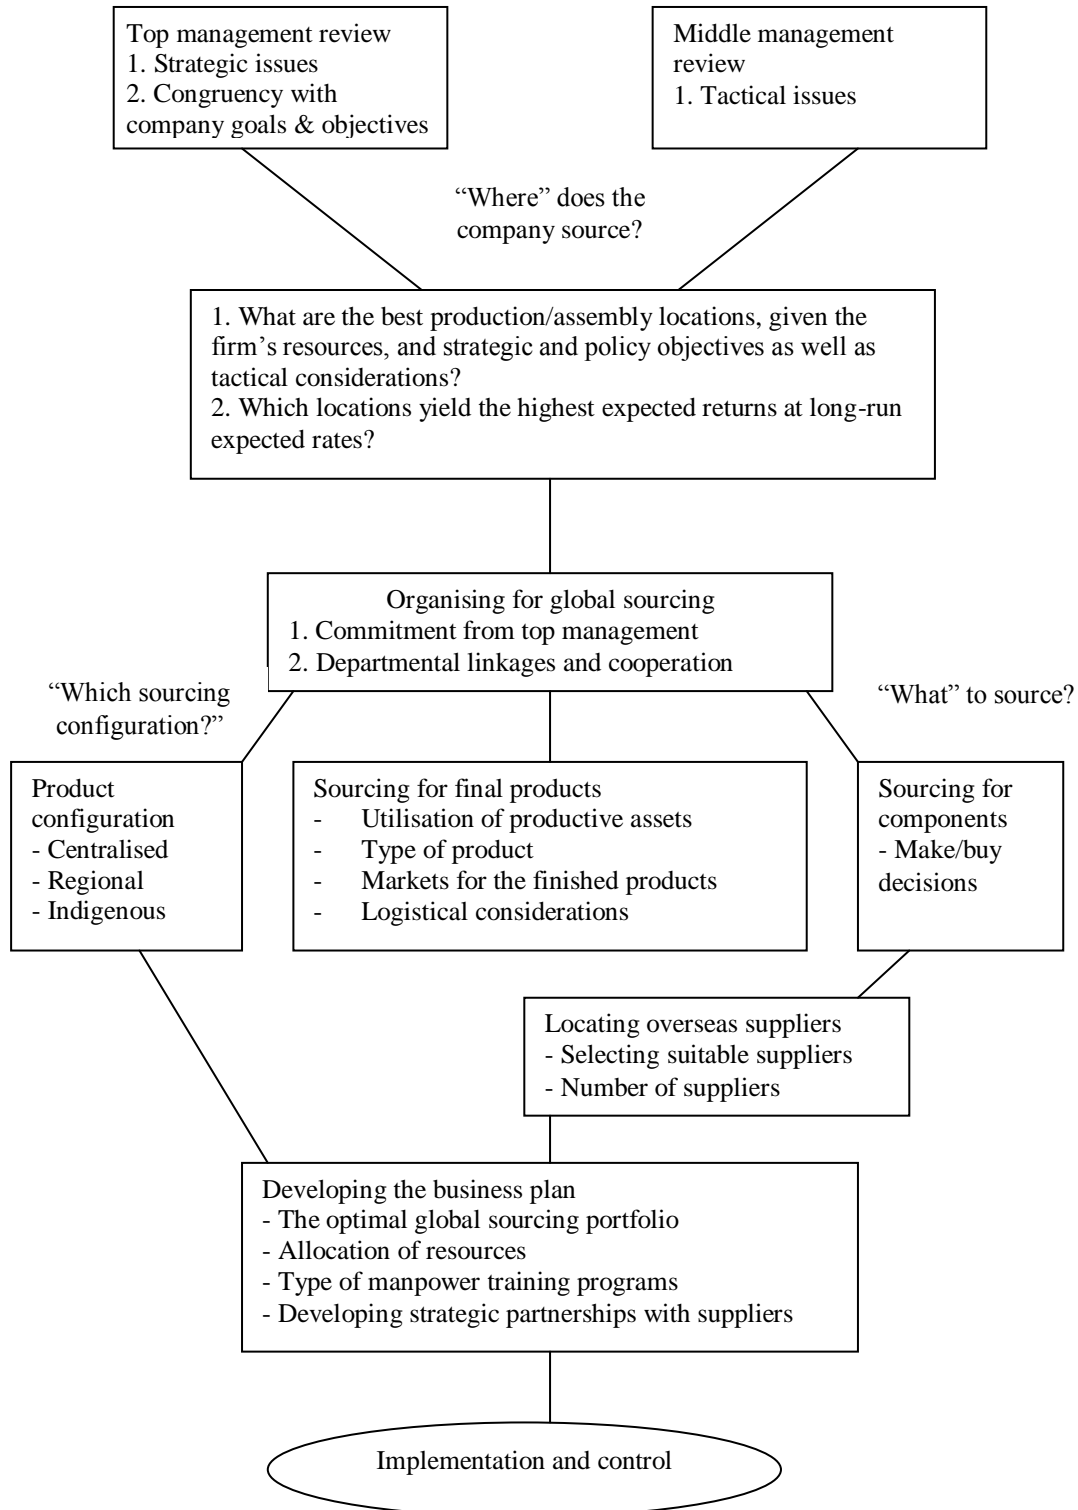 Top management review
1. Strategic issues
2. Congruency with
company goals & objectives
Middle management
review
1. Tactical issues
“Where” does the
company source?
1. What are the best production/assembly locations, given the
firm’s resources, and strategic and policy objectives as well as
tactical considerations?
2. Which locations yield the highest expected returns at long-run
expected rates?
Organising for global sourcing
1. Commitment from top management
2. Departmental linkages and cooperation
“Which sourcing
configuration?”
“What” to source?
Product
configuration
- Centralised
- Regional
- Indigenous
Sourcing for final products
- Utilisation of productive assets
- Type of product
- Markets for the finished products
- Logistical considerations
Sourcing for
components
- Make/buy
decisions
Locating overseas suppliers
- Selecting suitable suppliers
- Number of suppliers
Developing the business plan
- The optimal global sourcing portfolio
- Allocation of resources
- Type of manpower training programs
- Developing strategic partnerships with suppliers
Implementation and control